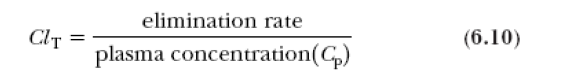 Cl_T = elimination rate / plasma concentration(C_p) (6.10)